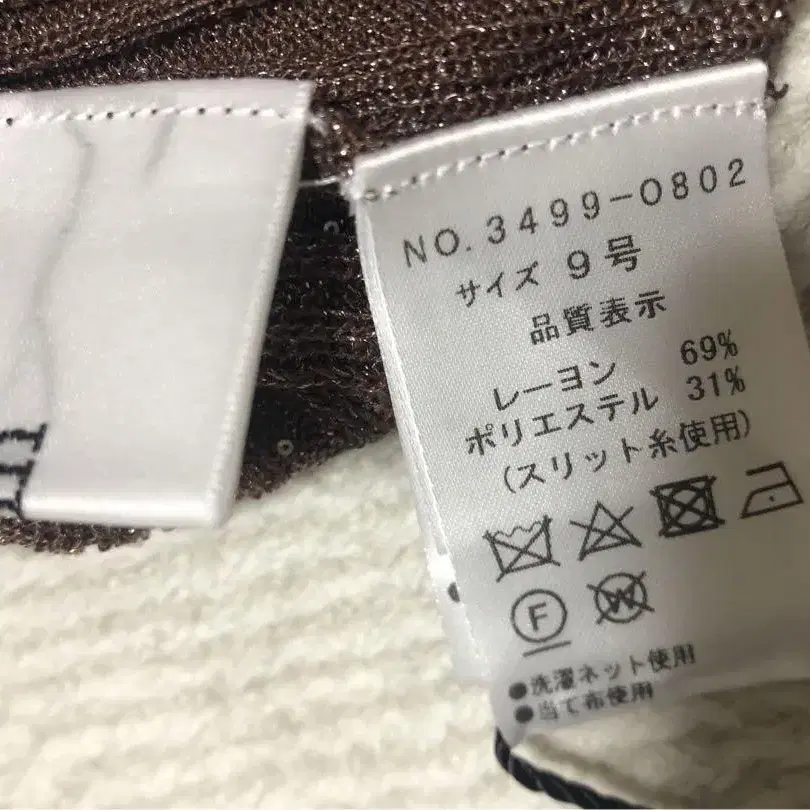 NO.3499-0802
サイズ 9号
品質表示
レーヨン 69%
ポリエステル 31%
(スリット糸使用)
F
W
●洗濯ネット使用
●当て布使用